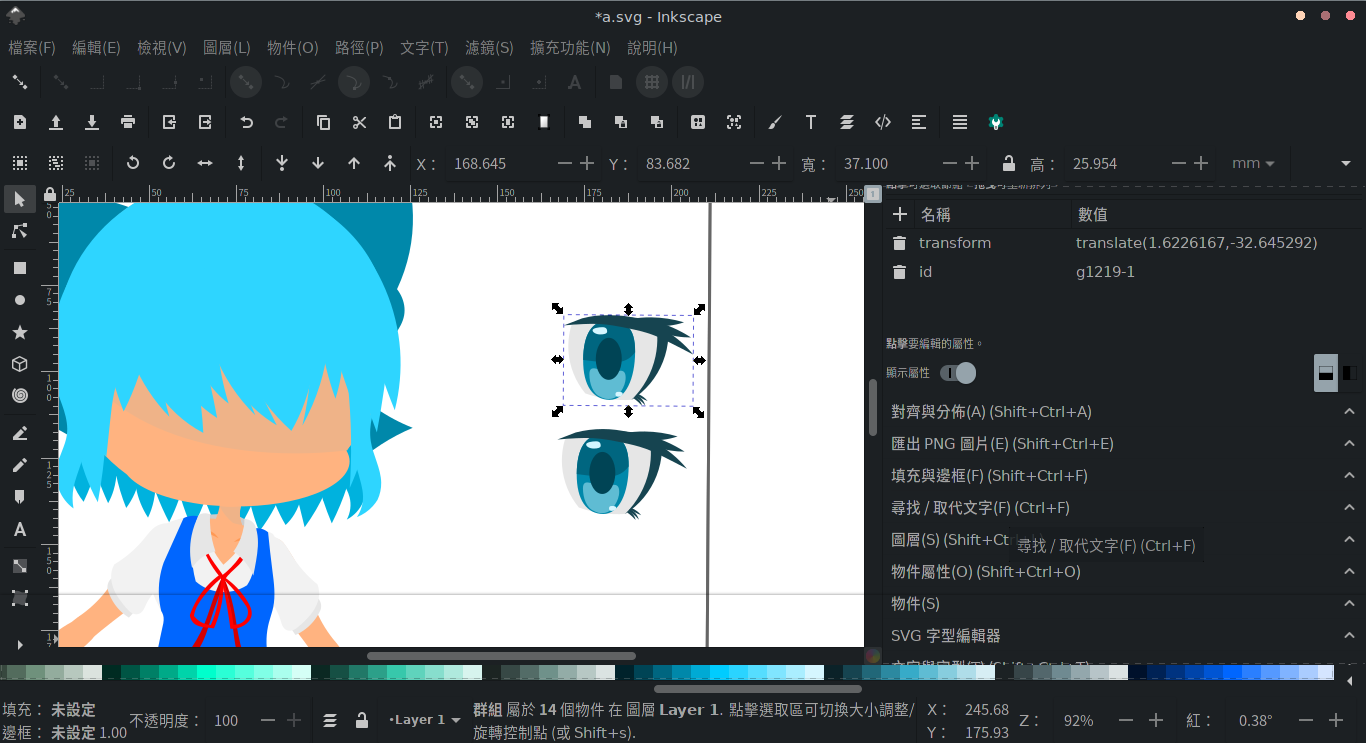 *a.svg - Inkscape
檔案(F) 編輯(E) 檢視(V) 圖層(L) 物件(O) 路徑(P) 文字(T) 濾鏡(S) 擴充功能(N) 說明(H)
X： 168.645 Y： 83.682 寬： 37.100 高： 25.954 mm
25 50 75 100 125 150 175 200 225 250
1
名稱 數值
transform translate(1.6226167,-32.645292)
id g1219-1
點擊要編輯的屬性。
顯示屬性
對齊與分佈(A) (Shift+Ctrl+A)
匯出 PNG 圖片(E) (Shift+Ctrl+E)
填充與邊框(F) (Shift+Ctrl+F)
尋找 / 取代文字(F) (Ctrl+F)
圖層(S) (Shift+Ct
尋找 / 取代文字(F) (Ctrl+F)
物件屬性(O) (Shift+Ctrl+O)
物件(S)
SVG 字型編輯器
填充： 未設定
邊框： 未設定 1.00
不透明度： 100
•Layer 1
群組 屬於 14 個物件 在 圖層 Layer 1. 點擊選取區可切換大小調整/
旋轉控制點 (或 Shift+s).
X： 245.68
Y： 175.93
Z： 92%
紅： 0.38°